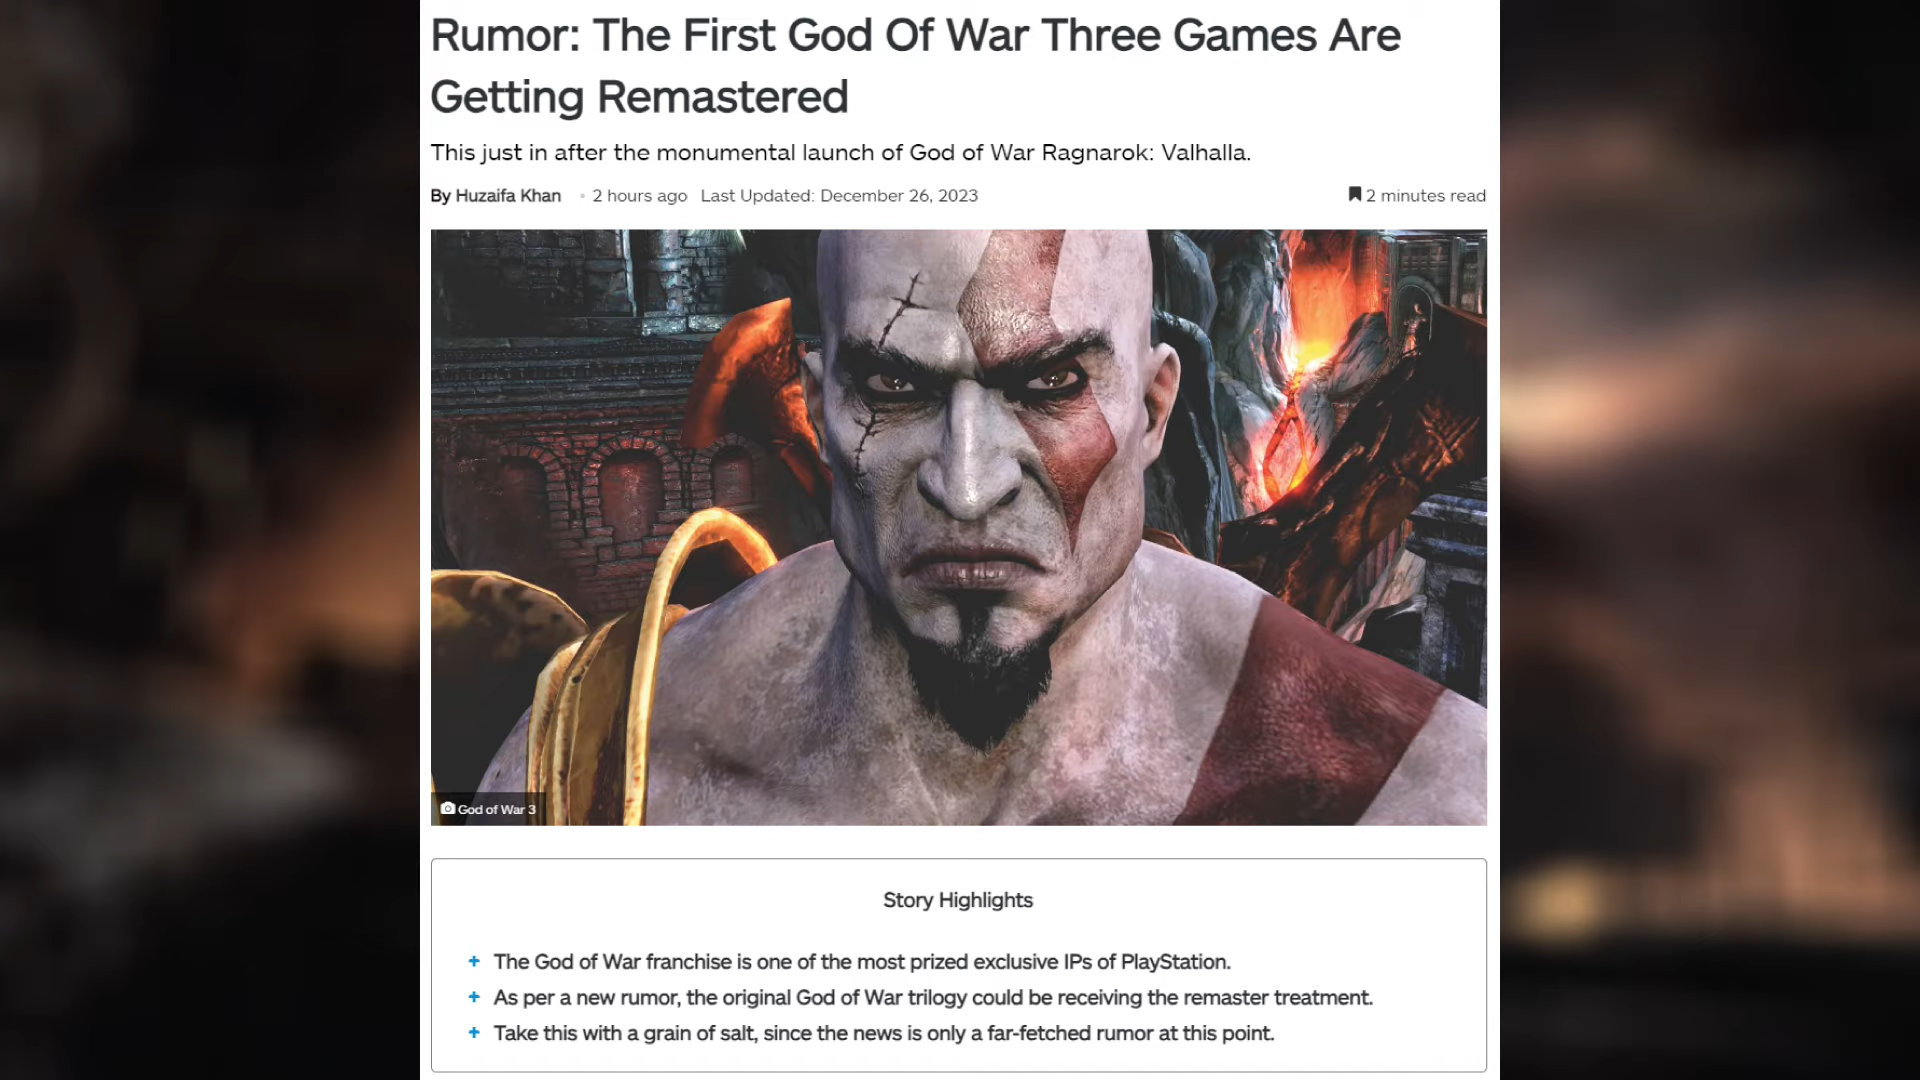 Rumor: The First God Of War Three Games Are
Getting Remastered
This just in after the monumental launch of God of War Ragnarok: Valhalla.
By Huzaifa Khan 2 hours ago Last Updated: December 26, 2023 2 minutes read
God of War 3
Story Highlights
+ The God of War franchise is one of the most prized exclusive IPs of PlayStation.
+ As per a new rumor, the original God of War trilogy could be receiving the remaster treatment.
+ Take this with a grain of salt, since the news is only a far-fetched rumor at this point.